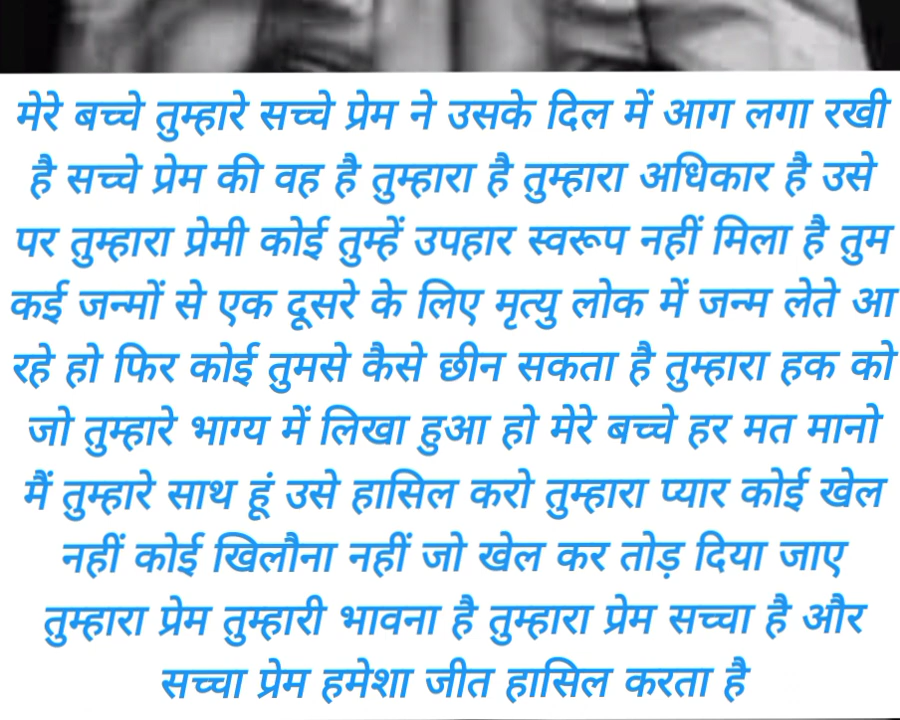 मेरे बच्चे तुम्हारे सच्चे प्रेम ने उसके दिल में आग लगा रखी
है सच्चे प्रेम की वह है तुम्हारा है तुम्हारा अधिकार है उसे
पर तुम्हारा प्रेमी कोई तुम्हें उपहार स्वरूप नहीं मिला है तुम
कई जन्मों से एक दूसरे के लिए मृत्यु लोक में जन्म लेते आ
रहे हो फिर कोई तुमसे कैसे छीन सकता है तुम्हारा हक को
जो तुम्हारे भाग्य में लिखा हुआ हो मेरे बच्चे हर मत मानो
मैं तुम्हारे साथ हूं उसे हासिल करो तुम्हारा प्यार कोई खेल
नहीं कोई खिलौना नहीं जो खेल कर तोड़ दिया जाए
तुम्हारा प्रेम तुम्हारी भावना है तुम्हारा प्रेम सच्चा है और
सच्चा प्रेम हमेशा जीत हासिल करता है